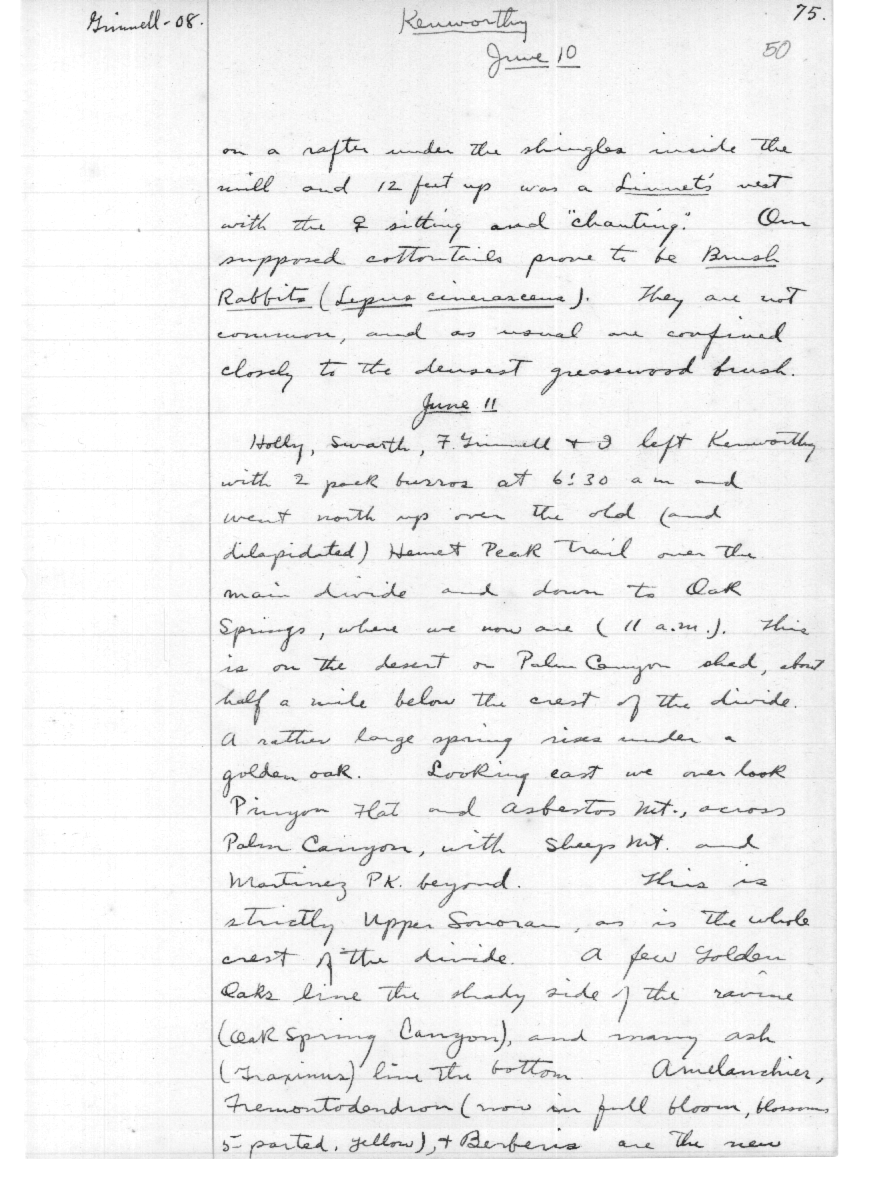 Grinnell-08.
Kenworthy
75.
June 10
50
on a rafter under the shingles inside the
mill and 12 feet up was a Linnet's nest
with the ♀ sitting and "chanting". Our
supposed cottontails prove to be Brush
Rabbits (Lepus cinerascens). They are not
common, and as usual are confined
closely to the densest greasewood brush.
June 11
Holly, Swarth, F. Grinnell + I left Kenworthy
with 2 pack burros at 6:30 a m and
went north up over the old (and
dilapidated) Hemet Peak trail over the
main divide and down to Oak
Springs, where we now are (11 a.m.). This
is on the desert or Palm Canyon shed, about
half a mile below the crest of the divide.
A rather large spring rises under a
golden oak. Looking east we over look
Pinyon Flat and Asbestos Mt., across
Palm Canyon, with Sheep Mt. and
Martinez PK. beyond. This is
strictly Upper Sonoran, as is the whole
crest of the divide. A few Golden
Oaks line the shady side of the ravine
(Oak Spring Canyon), and many ash
(Fraxinus) line the bottom. Amelanchier,
Fremontodendron (now in full bloom, blossoms
5-parted, yellow), + Berberis are the new